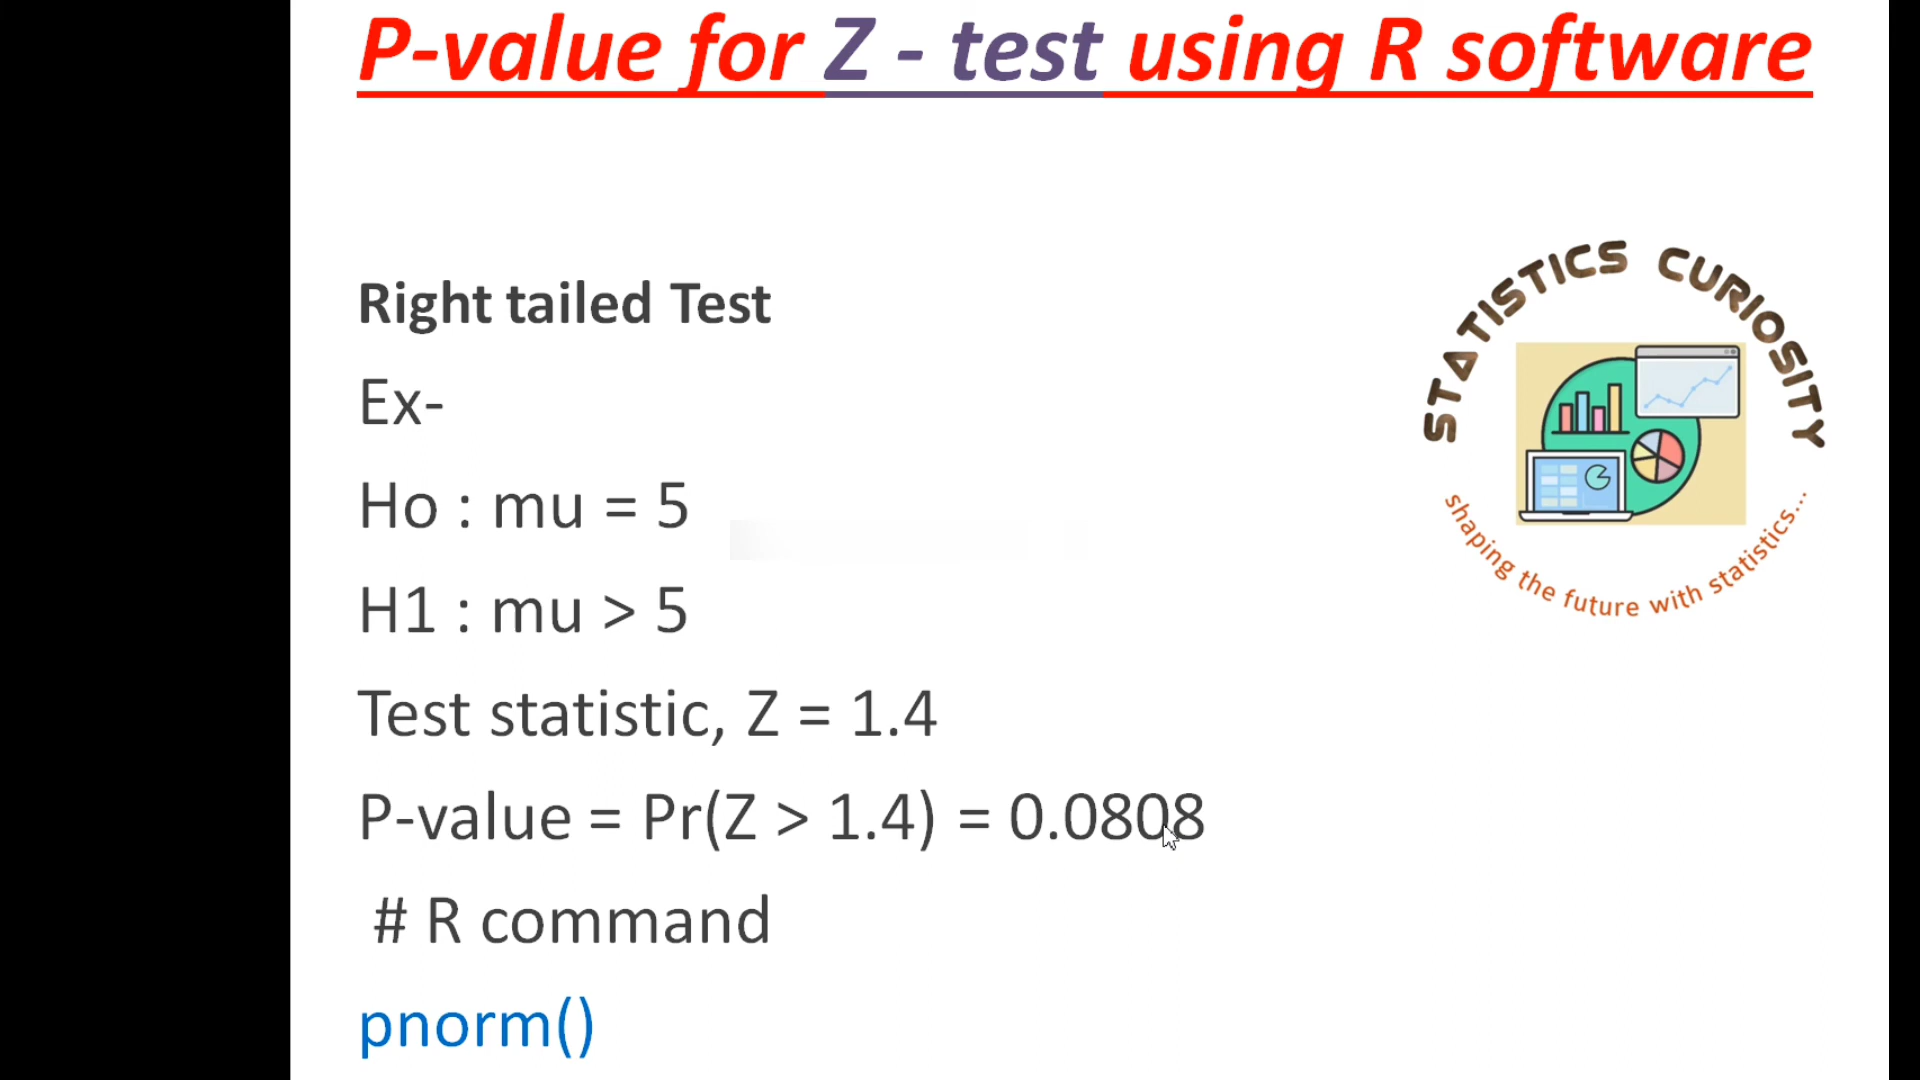 P-value for Z - test using R software
STATISTICS CURIOSITY
shaping the future with statistics...
Right tailed Test
Ex-
Ho : mu = 5
H1 : mu > 5
Test statistic, Z = 1.4
P-value = Pr(Z > 1.4) = 0.0808
# R command
pnorm()